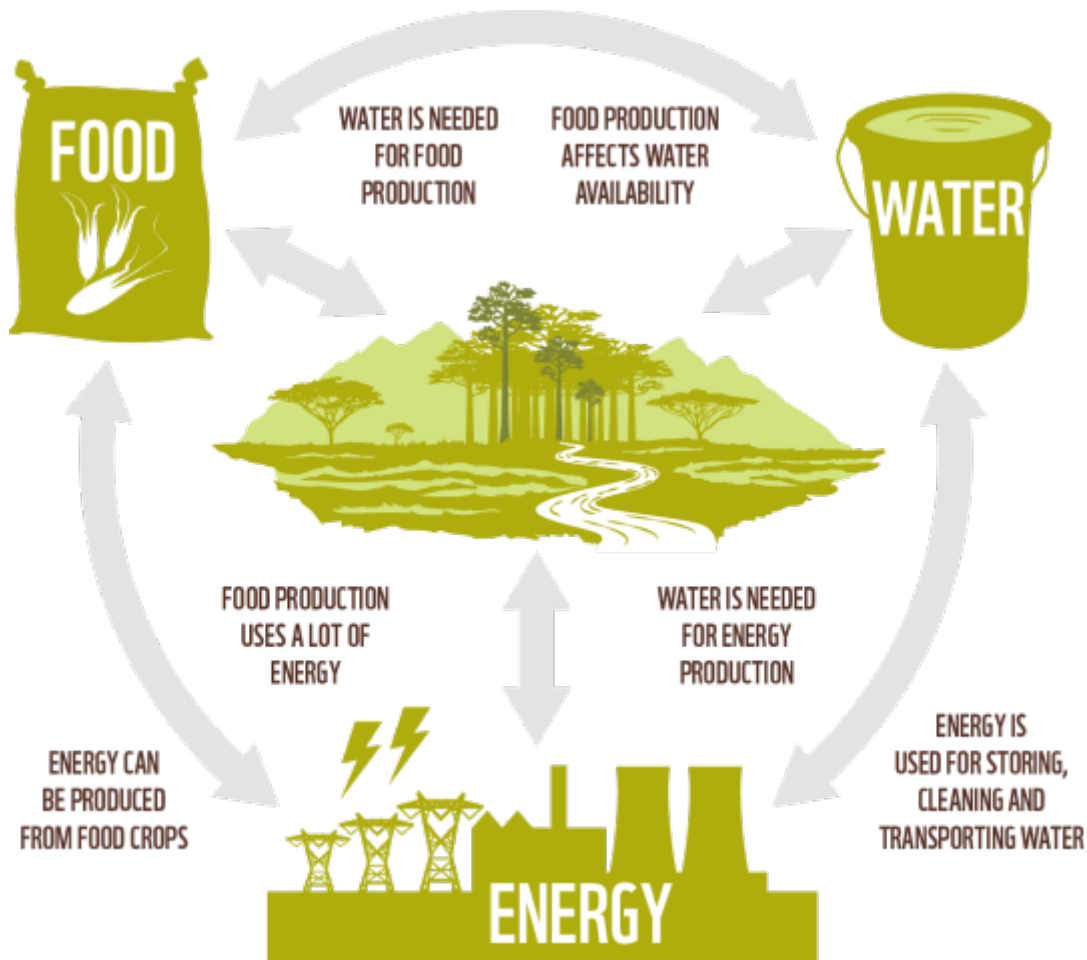 FOOD
WATER IS NEEDED
FOR FOOD
PRODUCTION
FOOD PRODUCTION
AFFECTS WATER
AVAILABILITY
WATER
FOOD PRODUCTION
USES A LOT OF
ENERGY
WATER IS NEEDED
FOR ENERGY
PRODUCTION
ENERGY CAN
BE PRODUCED
FROM FOOD CROPS
ENERGY IS
USED FOR STORING,
CLEANING AND
TRANSPORTING WATER
ENERGY